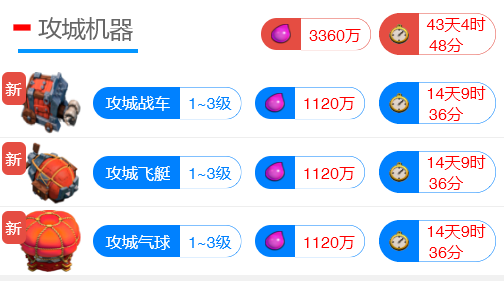 攻城机器
3360万
43天4时
48分
新
攻城战车
1~3级
1120万
14天9时
36分
新
攻城飞艇
1~3级
1120万
14天9时
36分
新
攻城气球
1~3级
1120万
14天9时
36分